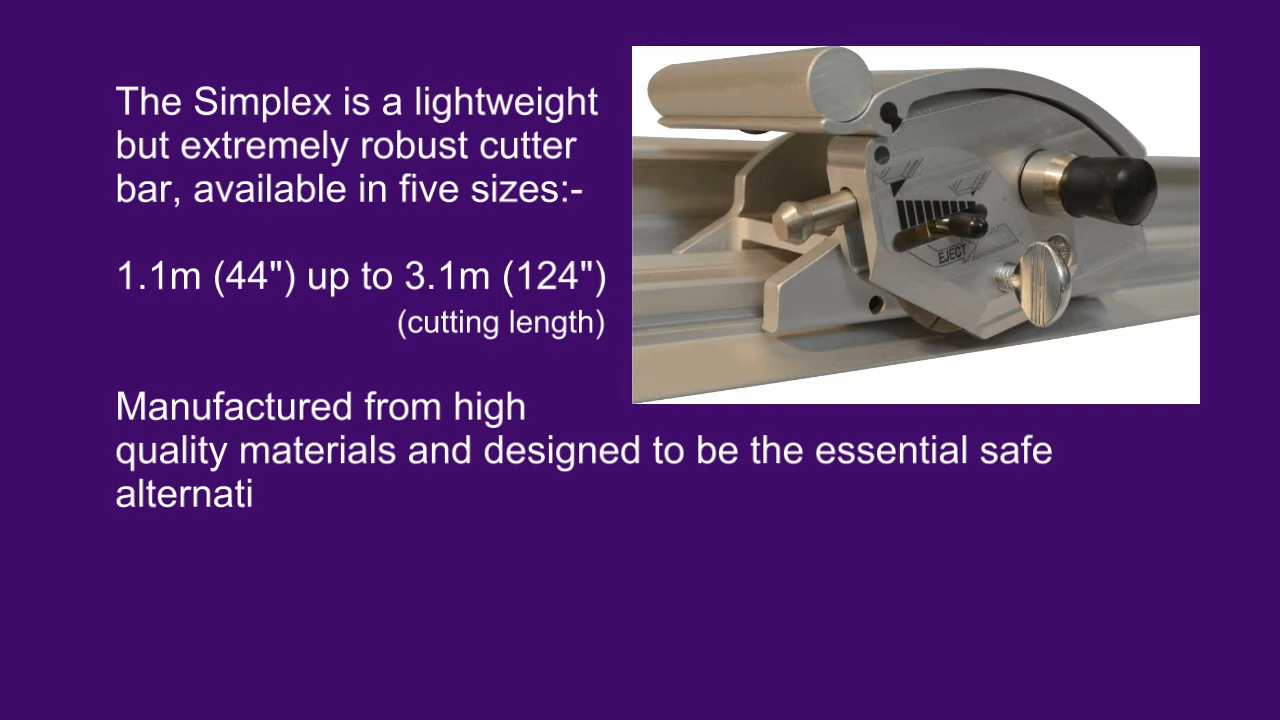 The Simplex is a lightweight
but extremely robust cutter
bar, available in five sizes:-
1.1m (44") up to 3.1m (124")
(cutting length)
Manufactured from high
quality materials and designed to be the essential safe
alternati
EJECT